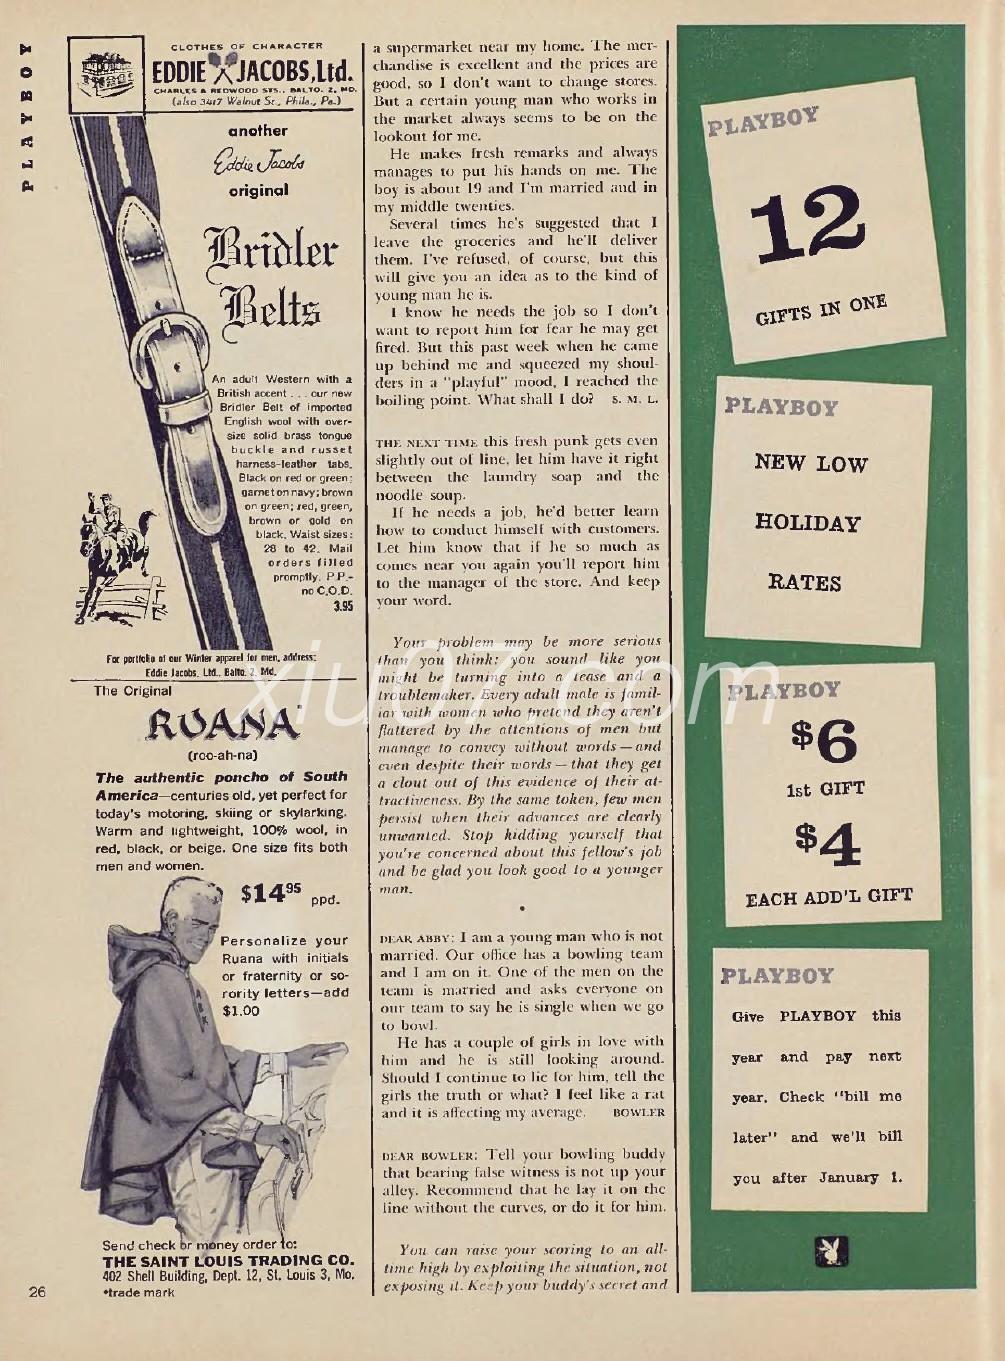 PLAYBOY
CLOTHES OF CHARACTER
EDDIE JACOBS, Ltd.
CHARLES & REDWOOD STS., BALTO. 2, MD.
(also 3417 Walnut St., Phila., Pa.)
another
Eddie Jacobs
original
Bridler
Belts
An adult Western with a
British accent . . . our new
Bridler Belt of imported
English wool with over-
size solid brass tongue
buckle and russet
harness-leather tabs.
Black on red or green;
garnet on navy; brown
on green; red, green,
brown or gold on
black. Waist sizes:
28 to 42. Mail
orders filled
promptly. P.P.-
no C.O.D.
3.95
For portfolio of our Winter apparel for men, address:
Eddie Jacobs, Ltd., Balto. 2, Md.
The Original
RUANA*
(roo-ah-na)
The authentic poncho of South
America—centuries old, yet perfect for
today's motoring, skiing or skylarking.
Warm and lightweight, 100% wool, in
red, black, or beige. One size fits both
men and women.
$14.95 ppd.
Personalize your
Ruana with initials
or fraternity or so-
rority letters—add
$1.00
Send check or money order to:
THE SAINT LOUIS TRADING CO.
402 Shell Building, Dept. 12, St. Louis 3, Mo.
*trade mark
26
a supermarket near my home. The mer-
chandise is excellent and the prices are
good, so I don't want to change stores.
But a certain young man who works in
the market always seems to be on the
lookout for me.
He makes fresh remarks and always
manages to put his hands on me. The
boy is about 19 and I'm married and in
my middle twenties.
Several times he's suggested that I
leave the groceries and he'll deliver
them. I've refused, of course, but this
will give you an idea as to the kind of
young man he is.
I know he needs the job so I don't
want to report him for fear he may get
fired. But this past week when he came
up behind me and squeezed my shoul-
ders in a "playful" mood, I reached the
boiling point. What shall I do? S. M. L.
THE NEXT TIME this fresh punk gets even
slightly out of line, let him have it right
between the laundry soap and the
noodle soup.
If he needs a job, he'd better learn
how to conduct himself with customers.
Let him know that if he so much as
comes near you again you'll report him
to the manager of the store. And keep
your word.
Your problem may be more serious
than you think: you sound like you
might be turning into a tease and a
troublemaker. Every adult male is famil-
iar with women who pretend they aren't
flattered by the attentions of men but
manage to convey without words — and
even despite their words — that they get
a clout out of this evidence of their at-
tractiveness. By the same token, few men
persist when their advances are clearly
unwanted. Stop kidding yourself that
you're concerned about this fellow's job
and be glad you look good to a younger
man.
•
DEAR ABBY: I am a young man who is not
married. Our office has a bowling team
and I am on it. One of the men on the
team is married and asks everyone on
our team to say he is single when we go
to bowl.
He has a couple of girls in love with
him and he is still looking around.
Should I continue to lie for him, tell the
girls the truth or what? I feel like a rat
and it is affecting my average. BOWLER
DEAR BOWLER: Tell your bowling buddy
that bearing false witness is not up your
alley. Recommend that he lay it on the
line without the curves, or do it for him.
You can raise your scoring to an all-
time high by exploiting the situation, not
exposing it. Keep your buddy's secret and
PLAYBOY
12
GIFTS IN ONE
PLAYBOY
NEW LOW
HOLIDAY
RATES
PLAYBOY
$6
1st GIFT
$4
EACH ADD'L GIFT
PLAYBOY
Give PLAYBOY this
year and pay next
year. Check "bill me
later" and we'll bill
you after January 1.
xiu07.com